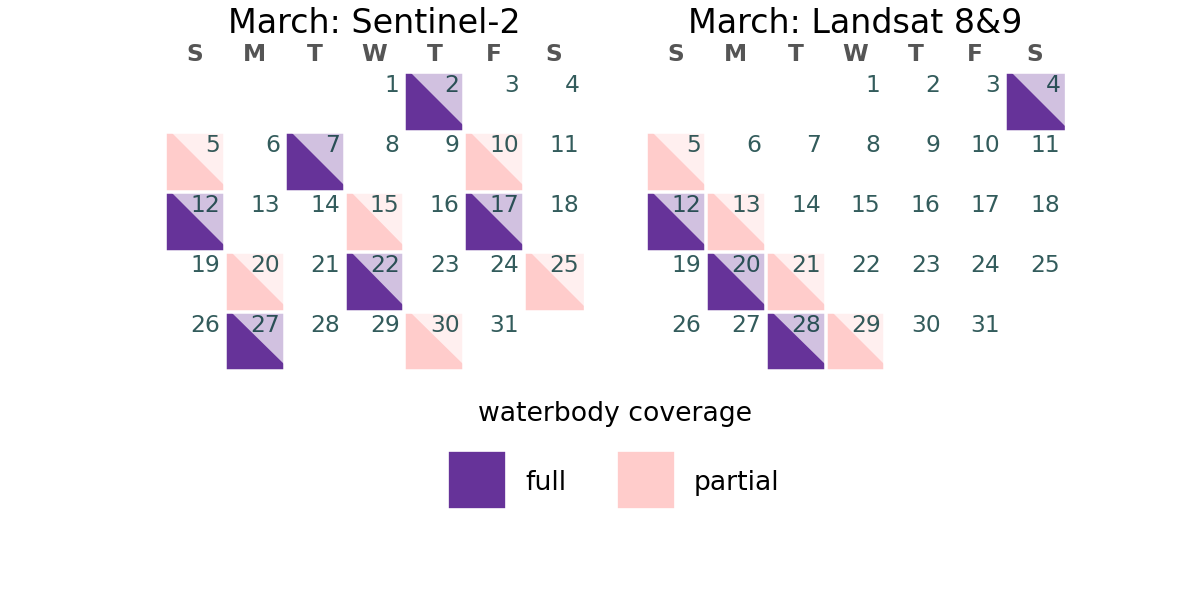 March: Sentinel-2
S M T W T F S
1 2 3 4
5 6 7 8 9 10 11
12 13 14 15 16 17 18
19 20 21 22 23 24 25
26 27 28 29 30 31
March: Landsat 8&9
S M T W T F S
1 2 3 4
5 6 7 8 9 10 11
12 13 14 15 16 17 18
19 20 21 22 23 24 25
26 27 28 29 30 31
waterbody coverage
full partial